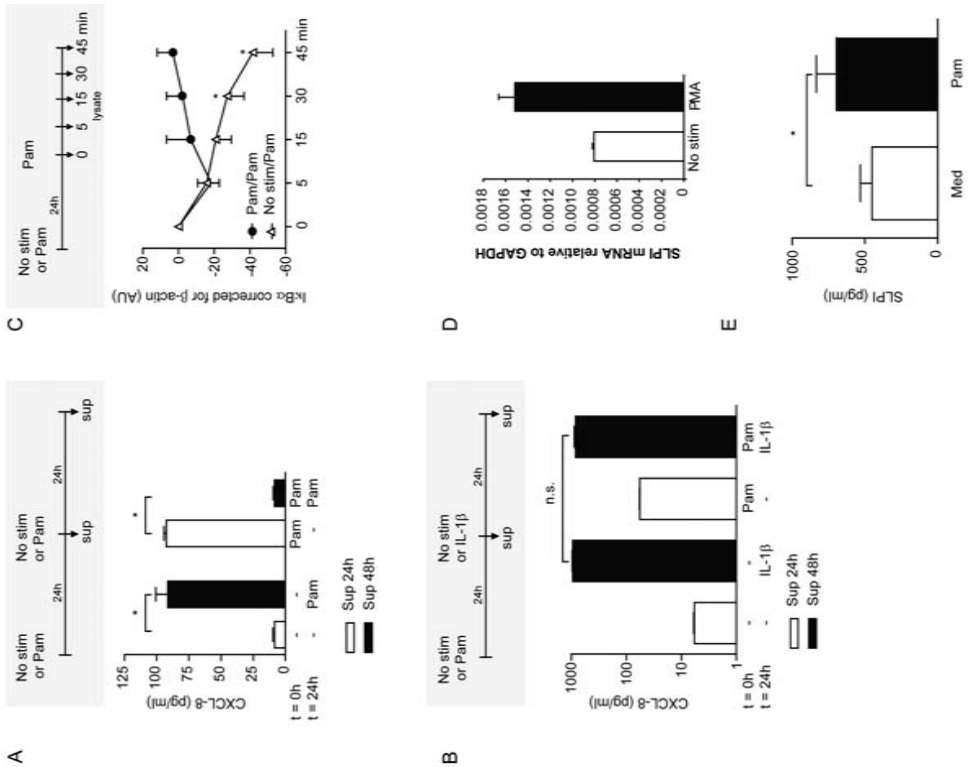 A
No stim
or Pam
24h
No stim
or Pam
24h
sup
sup
CXCL-8 (pg/ml)
125
100
75
50
25
0
*
*
t = 0h
- - Pam Pam
t = 24h
- Pam - Pam
Sup 24h
Sup 48h
B
No stim
or Pam
24h
No stim
or IL-1β
24h
sup
sup
CXCL-8 (pg/ml)
1000
100
10
1
n.s.
t = 0h
- - Pam Pam
t = 24h
- IL-1β - IL-1β
Sup 24h
Sup 48h
C
No stim
or Pam
24h
Pam
0 5 15 30 45 min
lysate
IκBα corrected for β-actin (AU)
20
0
-20
-40
-60
* *
Pam/Pam
No stim/Pam
0 5 15 30 45 min
D
SLPI mRNA relative to GAPDH
0.0018
0.0016
0.0014
0.0012
0.0010
0.0008
0.0006
0.0004
0.0002
0
No stim PMA
E
SLPI (pg/ml)
1000
500
0
*
Med Pam